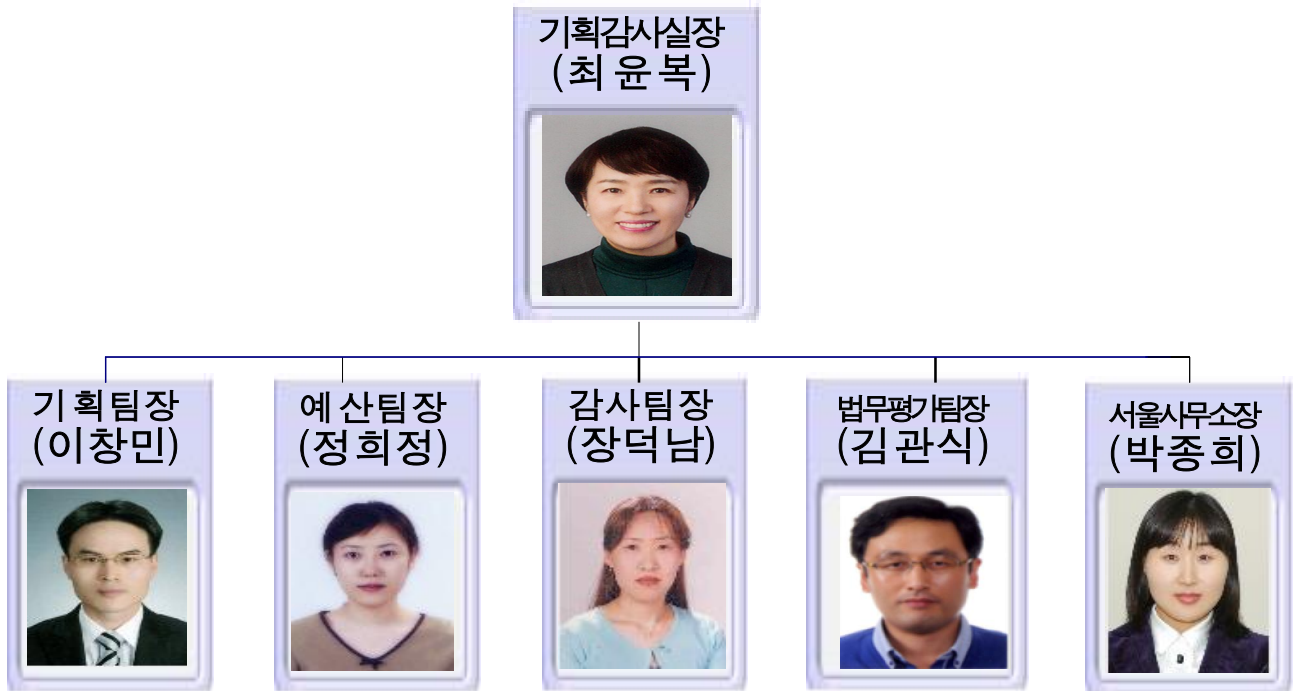 기획감사실장
(최윤복)
기획팀장
(이창민)
예산팀장
(정희정)
감사팀장
(장덕남)
법무평가팀장
(김관식)
서울사무소장
(박종희)